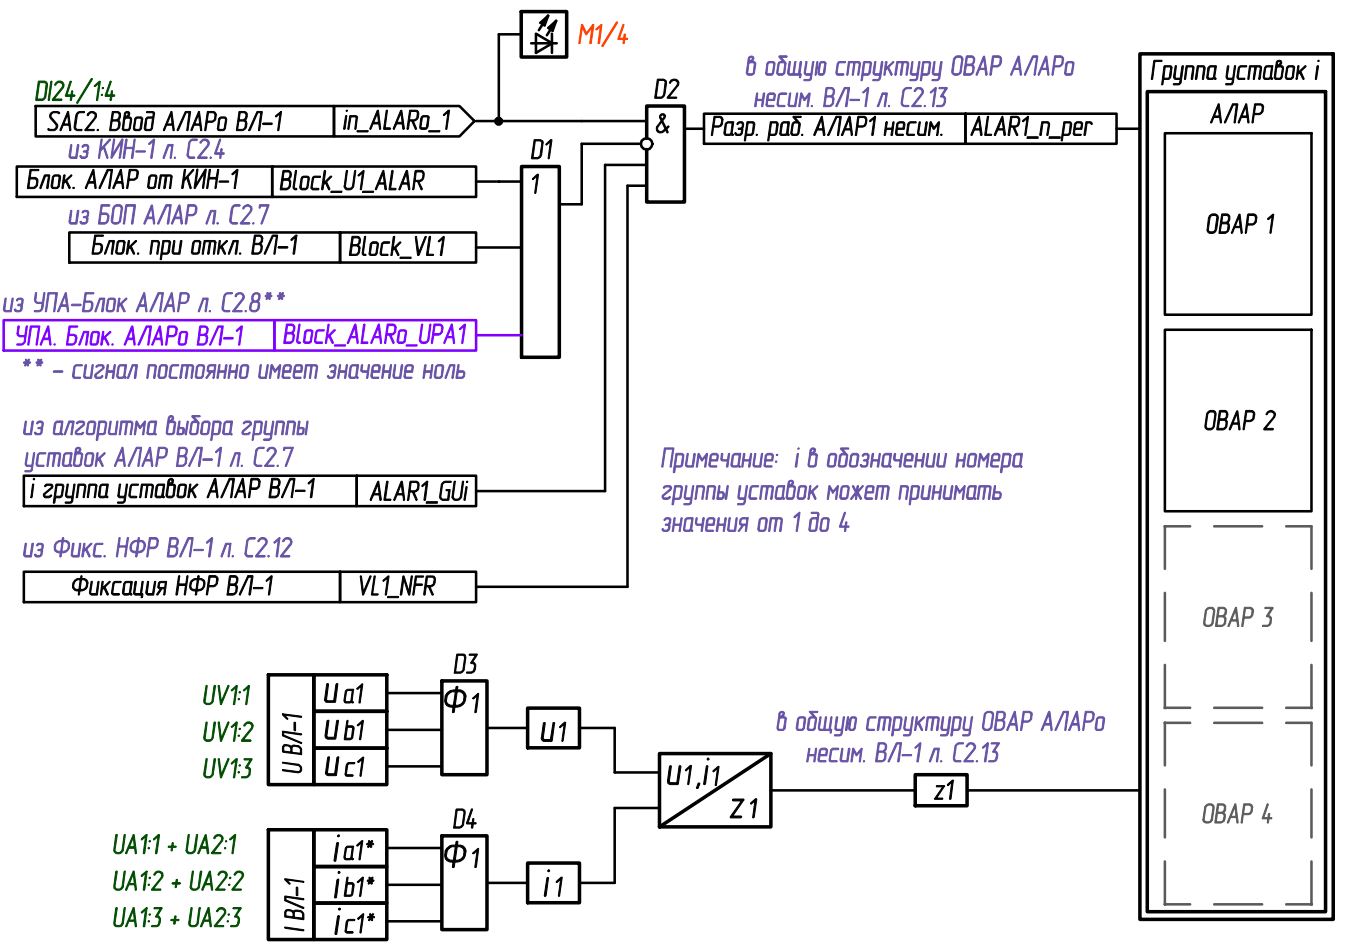 М1/4
DI24/1:4
SAC2. Ввод АЛАРо ВЛ-1
in_ALARo_1
из КИН-1 л. С2.4
Блок. АЛАР от КИН-1
Block_U1_ALAR
из БОП АЛАР л. С2.7
Блок. при откл. ВЛ-1
Block_VL1
из УПА-Блок АЛАР л. С2.8**
УПА. Блок. АЛАРо ВЛ-1
Block_ALARo_UPA1
** - сигнал постоянно имеет значение ноль
D1
1
D2
&
в общую структуру ОВАР АЛАРо
несим. ВЛ-1 л. С2.13
Разр. раб. АЛАР1 несим.
ALAR1_n_per
из алгоритма выбора группы
уставок АЛАР ВЛ-1 л. С2.7
i группа уставок АЛАР ВЛ-1
ALAR1_GUi
из Фикс. НФР ВЛ-1 л. С2.12
Фиксация НФР ВЛ-1
VL1_NFR
Примечание: i в обозначении номера
группы уставок может принимать
значения от 1 до 4
UV1:1
UV1:2
UV1:3
U ВЛ-1
Ua1
Ub1
Uc1
D3
Ф1
U1
UA1:1 + UA2:1
UA1:2 + UA2:2
UA1:3 + UA2:3
I ВЛ-1
ia1*
ib1*
ic1*
D4
Ф1
i1
U1,i1
Z1
в общую структуру ОВАР АЛАРо
несим. ВЛ-1 л. С2.13
z1
Группа уставок i
АЛАР
ОВАР 1
ОВАР 2
ОВАР 3
ОВАР 4